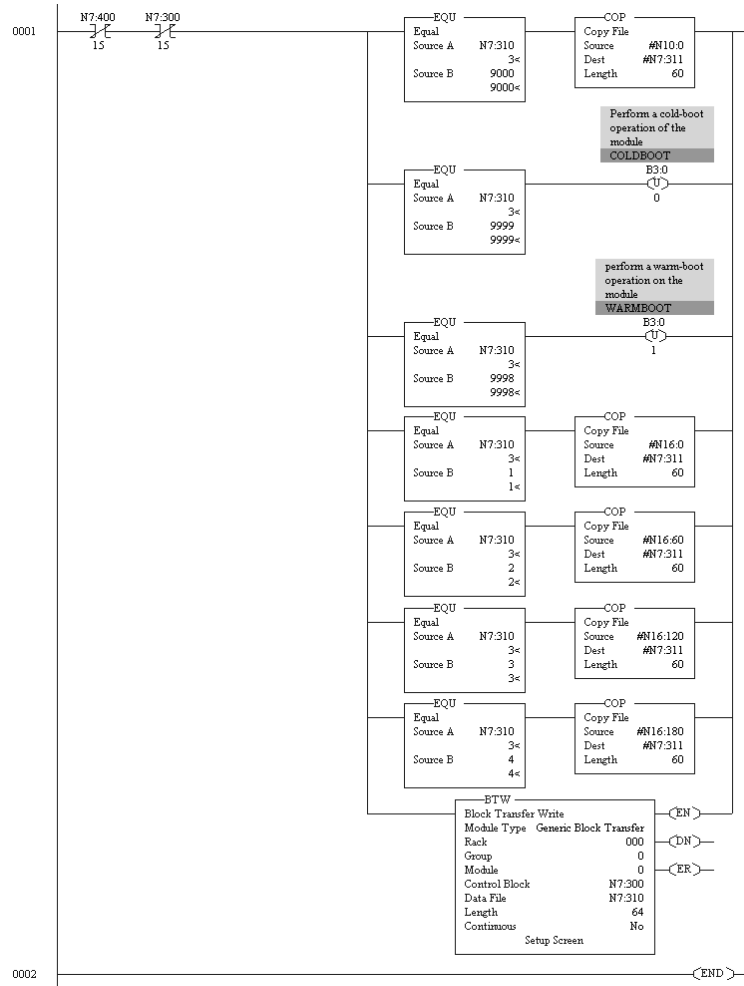 N7:400 N7:300
0001
15 15
EQU
Equal
Source A N7:310
3<
Source B 9000
9000<
COP
Copy File
Source #N10:0
Dest #N7:311
Length 60
Perform a cold-boot
operation of the
module
COLDBOOT
B3:0
U
0
EQU
Equal
Source A N7:310
3<
Source B 9999
9999<
perform a warm-boot
operation on the
module
WARMBOOT
B3:0
U
1
EQU
Equal
Source A N7:310
3<
Source B 9998
9998<
EQU
Equal
Source A N7:310
3<
Source B 1
1<
COP
Copy File
Source #N16:0
Dest #N7:311
Length 60
EQU
Equal
Source A N7:310
3<
Source B 2
2<
COP
Copy File
Source #N16:60
Dest #N7:311
Length 60
EQU
Equal
Source A N7:310
3<
Source B 3
3<
COP
Copy File
Source #N16:120
Dest #N7:311
Length 60
EQU
Equal
Source A N7:310
3<
Source B 4
4<
COP
Copy File
Source #N16:180
Dest #N7:311
Length 60
BTW
Block Transfer Write
Module Type Generic Block Transfer
Rack 000
Group 0
Module 0
Control Block N7:300
Data File N7:310
Length 64
Continuous No
Setup Screen
EN
DN
ER
0002
END